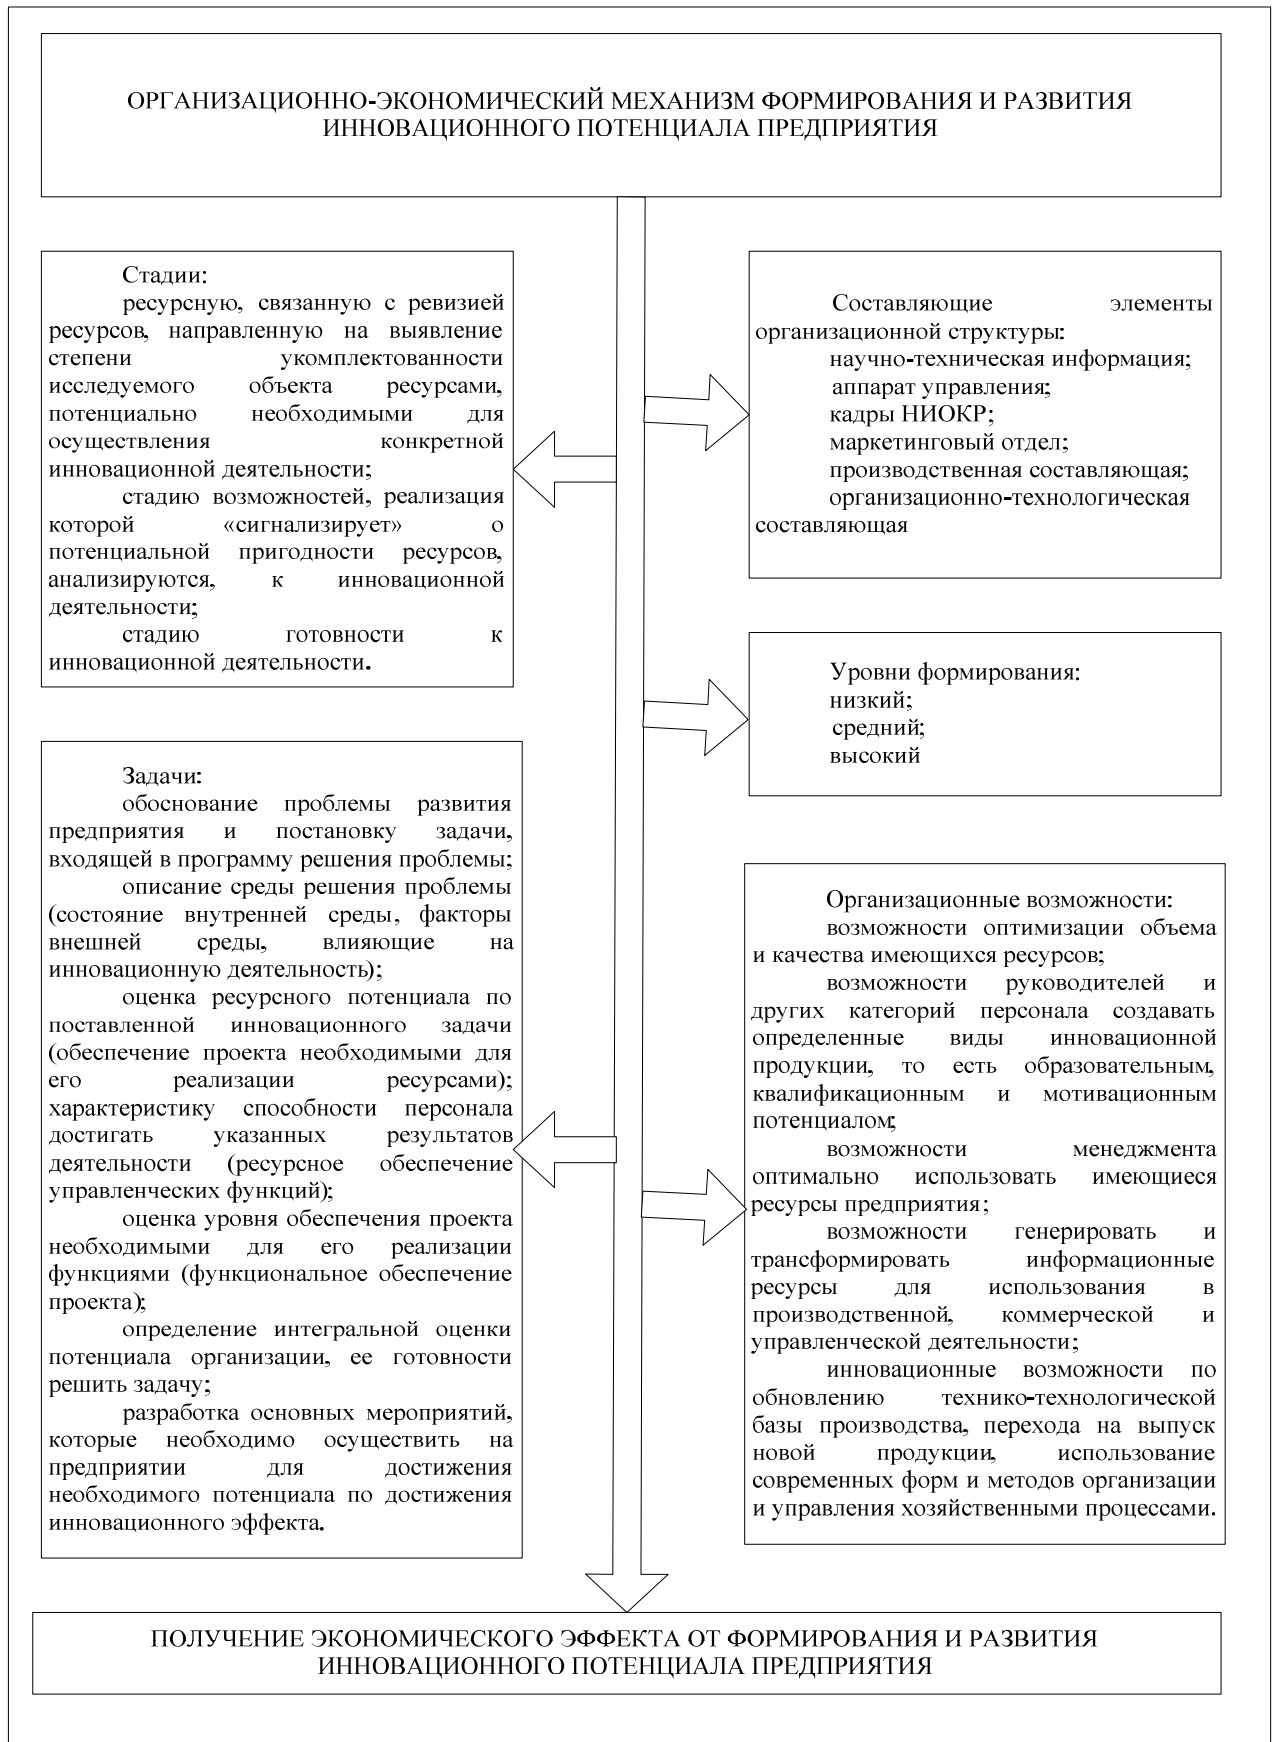 ОРГАНИЗАЦИОННО-ЭКОНОМИЧЕСКИЙ МЕХАНИЗМ ФОРМИРОВАНИЯ И РАЗВИТИЯ
ИННОВАЦИОННОГО ПОТЕНЦИАЛА ПРЕДПРИЯТИЯ
Стадии:
ресурсную, связанную с ревизией
ресурсов, направленную на выявление
степени укомплектованности
исследуемого объекта ресурсами,
потенциально необходимыми для
осуществления конкретной
инновационной деятельности;
стадию возможностей, реализация
которой «сигнализирует» о
потенциальной пригодности ресурсов,
анализируются, к инновационной
деятельности;
стадию готовности к
инновационной деятельности.
Составляющие элементы
организационной структуры:
научно-техническая информация;
аппарат управления;
кадры НИОКР;
маркетинговый отдел;
производственная составляющая;
организационно-технологическая
составляющая
Уровни формирования:
низкий;
средний;
высокий
Задачи:
обоснование проблемы развития
предприятия и постановку задачи,
входящей в программу решения проблемы;
описание среды решения проблемы
(состояние внутренней среды, факторы
внешней среды, влияющие на
инновационную деятельность);
оценка ресурсного потенциала по
поставленной инновационного задачи
(обеспечение проекта необходимыми для
его реализации ресурсами);
характеристику способности персонала
достигать указанных результатов
деятельности (ресурсное обеспечение
управленческих функций);
оценка уровня обеспечения проекта
необходимыми для его реализации
функциями (функциональное обеспечение
проекта);
определение интегральной оценки
потенциала организации, ее готовности
решить задачу;
разработка основных мероприятий,
которые необходимо осуществить на
предприятии для достижения
необходимого потенциала по достижения
инновационного эффекта.
Организационные возможности:
возможности оптимизации объема
и качества имеющихся ресурсов;
возможности руководителей и
других категорий персонала создавать
определенные виды инновационной
продукции, то есть образовательным,
квалификационным и мотивационным
потенциалом;
возможности менеджмента
оптимально использовать имеющиеся
ресурсы предприятия;
возможности генерировать и
трансформировать информационные
ресурсы для использования в
производственной, коммерческой и
управленческой деятельности;
инновационные возможности по
обновлению технико-технологической
базы производства, перехода на выпуск
новой продукции, использование
современных форм и методов организации
и управления хозяйственными процессами.
ПОЛУЧЕНИЕ ЭКОНОМИЧЕСКОГО ЭФФЕКТА ОТ ФОРМИРОВАНИЯ И РАЗВИТИЯ
ИННОВАЦИОННОГО ПОТЕНЦИАЛА ПРЕДПРИЯТИЯ